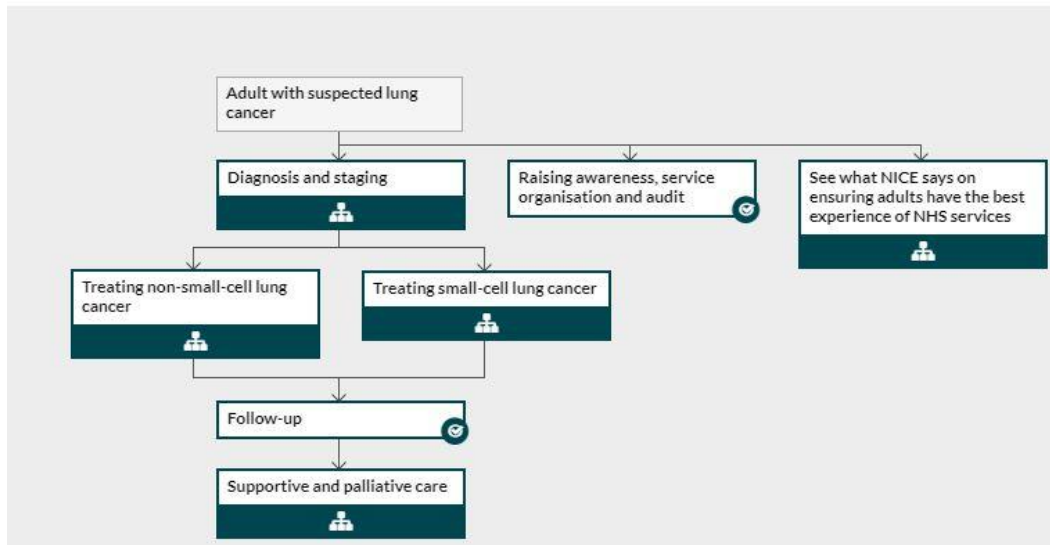 Adult with suspected lung
cancer
Diagnosis and staging
Raising awareness, service
organisation and audit
See what NICE says on
ensuring adults have the best
experience of NHS services
Treating non-small-cell lung
cancer
Treating small-cell lung cancer
Follow-up
Supportive and palliative care